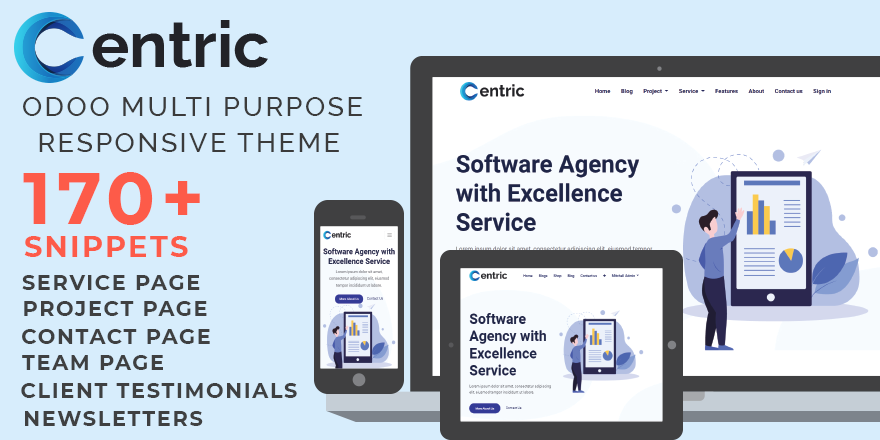 Centric
ODOO MULTI PURPOSE
RESPONSIVE THEME
170+
SNIPPETS
SERVICE PAGE
PROJECT PAGE
CONTACT PAGE
TEAM PAGE
CLIENT TESTIMONIALS
NEWSLETTERS
Centric
Home Blog Project Service Features About Contact us Sign in
Software Agency
with Excellence
Service
Lorem ipsum dolor sit amet, consectetur adipiscing elit, eiusmod tempor
Centric
Software Agency with
Excellence Service
Lorem ipsum dolor sit amet,
consectetur adipiscing elit, eiusmod
tempor incididunt ut labore.
More About Us Contact Us
Centric
Home Blogs Shop Blog Contact us Mitchell Admin
Software
Agency with
Excellence
Service
Lorem ipsum dolor sit amet, consectetur adipiscing elit,
eiusmod tempor incididunt ut labore.
More About Us Contact Us